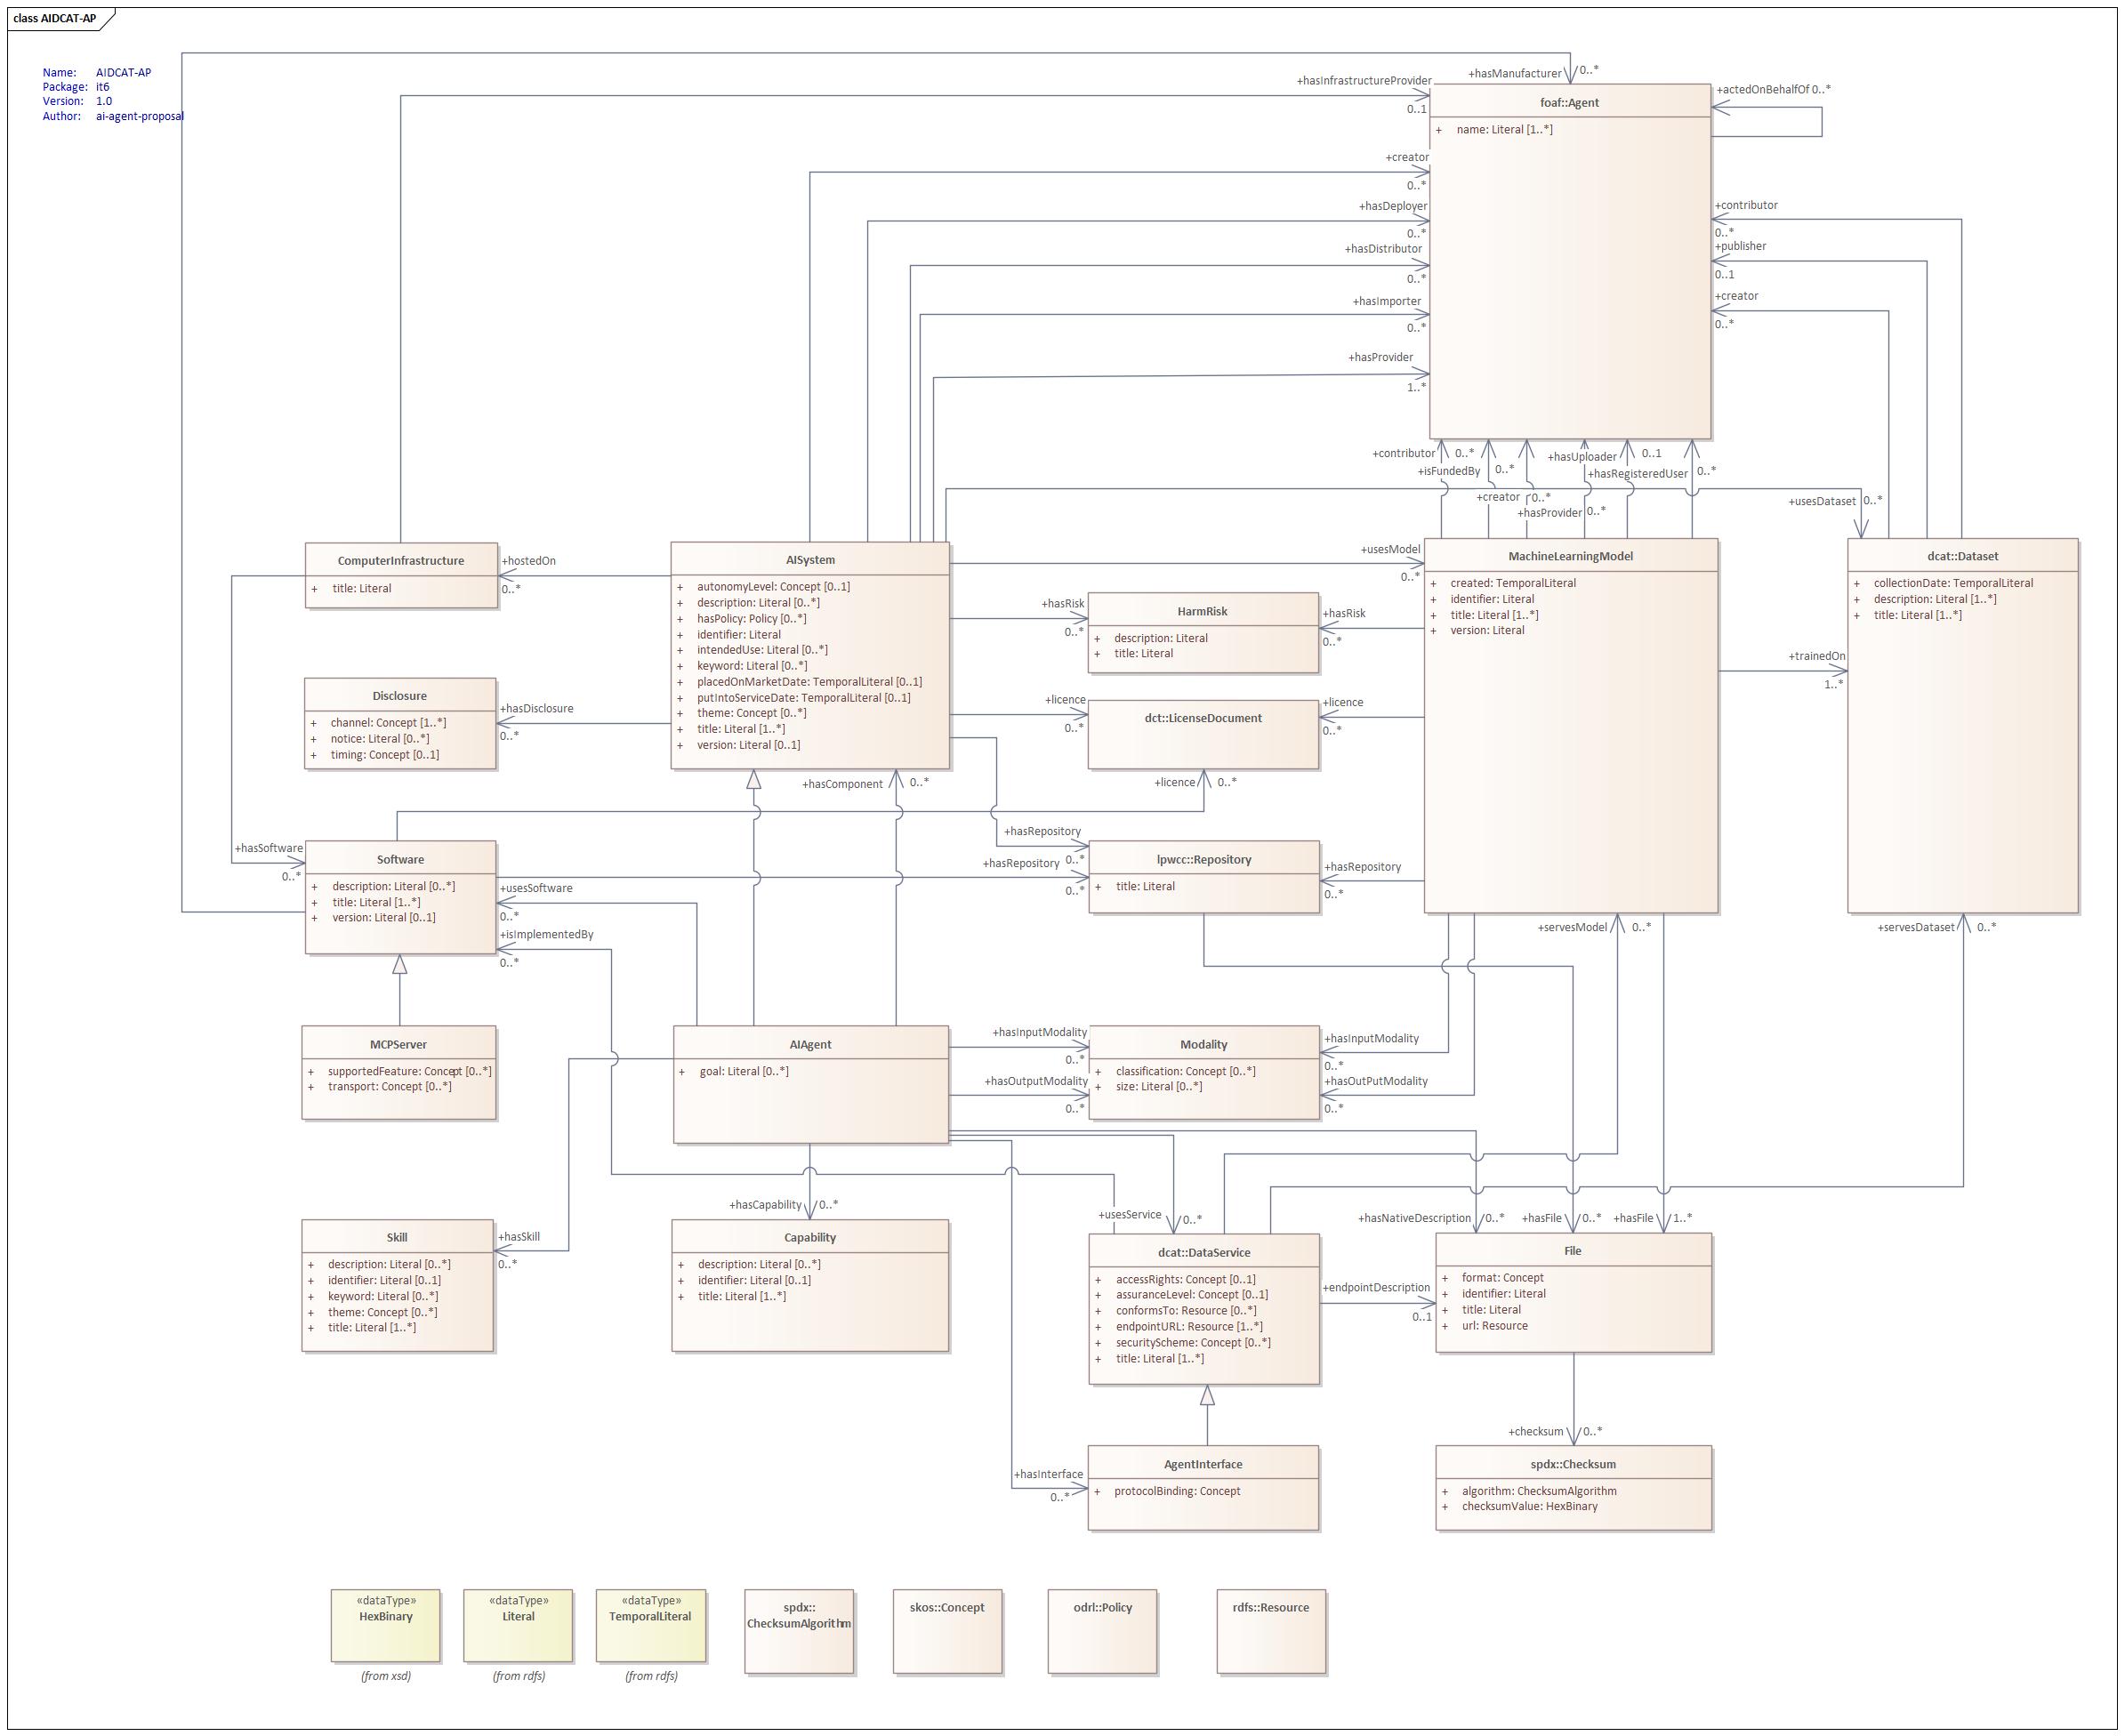 class AIDCAT-AP
Name: AIDCAT-AP
Package: it6
Version: 1.0
Author: ai-agent-proposal
+hasManufacturer 0..*
+hasInfrastructureProvider
0..1
foaf::Agent
+ name: Literal [1..*]
+actedOnBehalfOf 0..*
+creator
0..*
+hasDeployer
0..*
+hasDistributor
0..*
+hasImporter
0..*
+hasProvider
1..*
+contributor
0..*
+publisher
0..1
+creator
0..*
+contributor 0..*
+isFundedBy 0..*
+creator 0..*
+hasUploader 0..1
+hasRegisteredUser 0..*
+hasProvider 0..*
+usesDataset 0..*
ComputerInfrastructure
+ title: Literal
+hostedOn
0..*
AISystem
+ autonomyLevel: Concept [0..1]
+ description: Literal [0..*]
+ hasPolicy: Policy [0..*]
+ identifier: Literal
+ intendedUse: Literal [0..*]
+ keyword: Literal [0..*]
+ placedOnMarketDate: TemporalLiteral [0..1]
+ putIntoServiceDate: TemporalLiteral [0..1]
+ theme: Concept [0..*]
+ title: Literal [1..*]
+ version: Literal [0..1]
+usesModel
0..*
MachineLearningModel
+ created: TemporalLiteral
+ identifier: Literal
+ title: Literal [1..*]
+ version: Literal
dcat::Dataset
+ collectionDate: TemporalLiteral
+ description: Literal [1..*]
+ title: Literal [1..*]
+hasRisk
0..*
HarmRisk
+ description: Literal
+ title: Literal
+hasRisk
0..*
+trainedOn
1..*
Disclosure
+ channel: Concept [1..*]
+ notice: Literal [0..*]
+ timing: Concept [0..1]
+hasDisclosure
0..*
+licence
0..*
dct::LicenseDocument
+licence
0..*
+hasComponent 0..*
+licence 0..*
+hasSoftware
0..*
Software
+ description: Literal [0..*]
+ title: Literal [1..*]
+ version: Literal [0..1]
+hasRepository
0..*
+hasRepository
0..*
lpwcc::Repository
+ title: Literal
+hasRepository
0..*
+usesSoftware
0..*
+isImplementedBy
0..*
+servesModel 0..*
+servesDataset 0..*
MCPServer
+ supportedFeature: Concept [0..*]
+ transport: Concept [0..*]
AIAgent
+ goal: Literal [0..*]
+hasInputModality
0..*
+hasOutputModality
0..*
Modality
+ classification: Concept [0..*]
+ size: Literal [0..*]
+hasInputModality
0..*
+hasOutPutModality
0..*
+hasCapability 0..*
+usesService 0..*
+hasNativeDescription 0..*
+hasFile 0..*
+hasFile 1..*
Skill
+ description: Literal [0..*]
+ identifier: Literal [0..1]
+ keyword: Literal [0..*]
+ theme: Concept [0..*]
+ title: Literal [1..*]
+hasSkill
0..*
Capability
+ description: Literal [0..*]
+ identifier: Literal [0..1]
+ title: Literal [1..*]
dcat::DataService
+ accessRights: Concept [0..1]
+ assuranceLevel: Concept [0..1]
+ conformsTo: Resource [0..*]
+ endpointURL: Resource [1..*]
+ securityScheme: Concept [0..*]
+ title: Literal [1..*]
+endpointDescription
0..1
File
+ format: Concept
+ identifier: Literal
+ title: Literal
+ url: Resource
+checksum 0..*
+hasInterface
0..*
AgentInterface
+ protocolBinding: Concept
spdx::Checksum
+ algorithm: ChecksumAlgorithm
+ checksumValue: HexBinary
«dataType»
HexBinary
(from xsd)
«dataType»
Literal
(from rdfs)
«dataType»
TemporalLiteral
(from rdfs)
spdx::
ChecksumAlgorithm
skos::Concept
odrl::Policy
rdfs::Resource